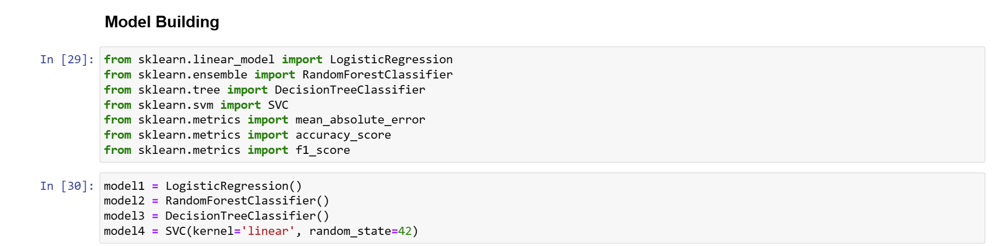 Model Building
In [29]:
from sklearn.linear_model import LogisticRegression
from sklearn.ensemble import RandomForestClassifier
from sklearn.tree import DecisionTreeClassifier
from sklearn.svm import SVC
from sklearn.metrics import mean_absolute_error
from sklearn.metrics import accuracy_score
from sklearn.metrics import f1_score
In [30]:
model1 = LogisticRegression()
model2 = RandomForestClassifier()
model3 = DecisionTreeClassifier()
model4 = SVC(kernel='linear', random_state=42)